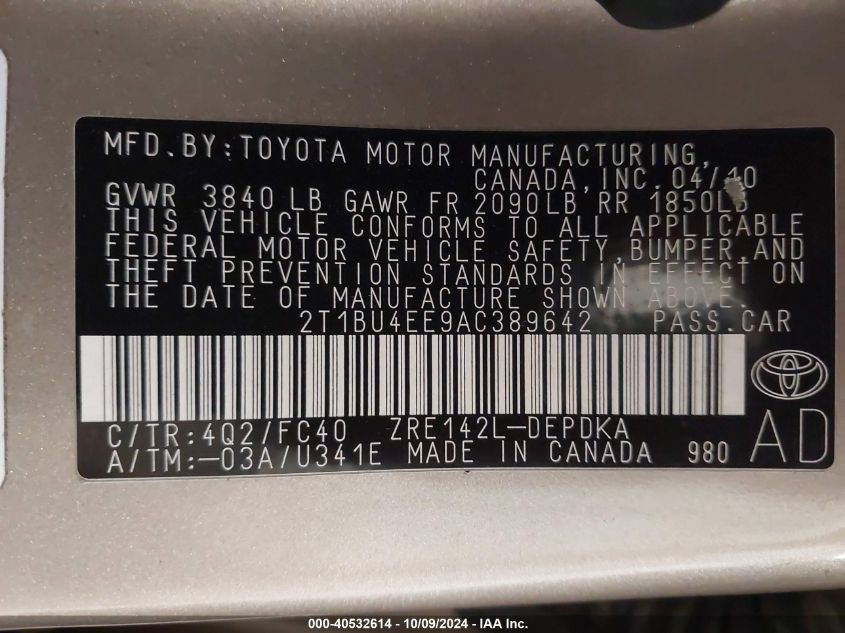 MFD.BY:TOYOTA MOTOR MANUFACTURING,
CANADA,INC. 04/10
GVWR 3840 LB GAWR FR 2090LB RR 1850LB
THIS VEHICLE CONFORMS TO ALL APPLICABLE
FEDERAL MOTOR VEHICLE SAFETY,BUMPER,AND
THEFT PREVENTION STANDARDS IN EFFECT ON
THE DATE OF MANUFACTURE SHOWN ABOVE.
2T1BU4EE9AC389642 PASS.CAR
C/TR:4Q2/FC40 ZRE142L-DEPDKA
A/TM:-03A/U341E MADE IN CANADA 980 AD
000-40532614 - 10/09/2024 - IAA Inc.